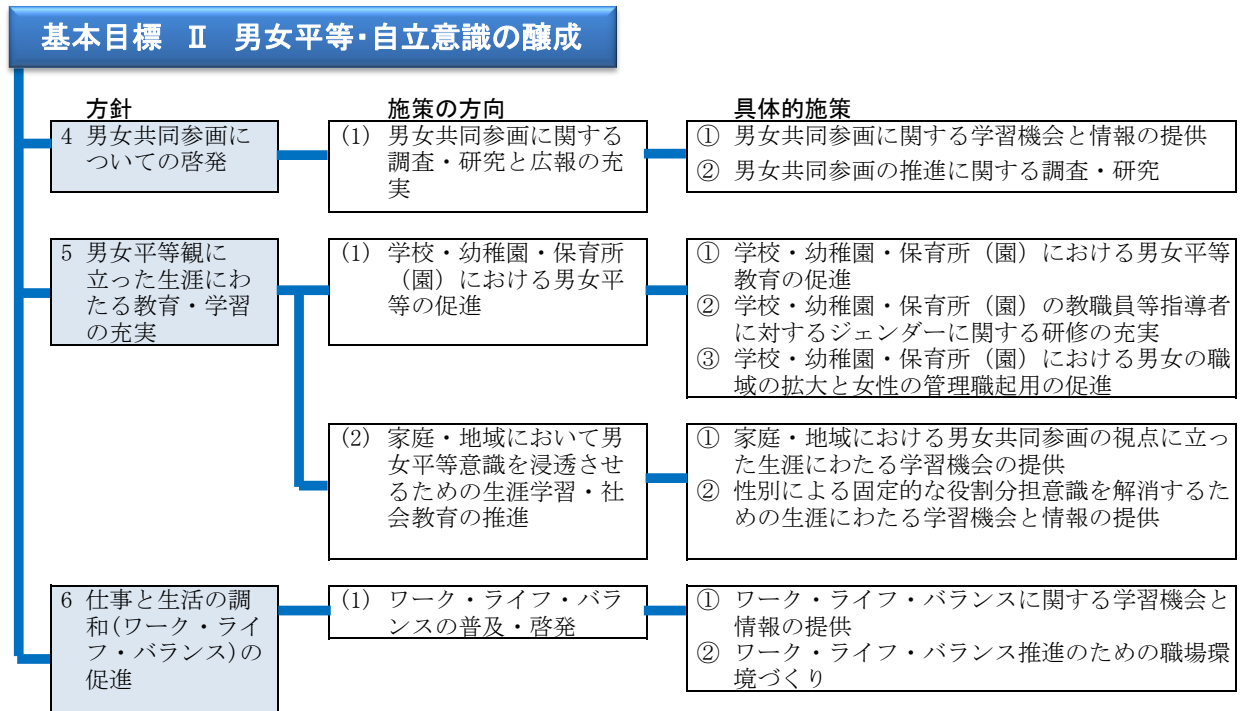 基本目標 Ⅱ 男女平等・自立意識の醸成
方針
施策の方向
具体的施策
4 男女共同参画に
ついての啓発
(1) 男女共同参画に関する
調査・研究と広報の充
実
① 男女共同参画に関する学習機会と情報の提供
② 男女共同参画の推進に関する調査・研究
5 男女平等観に
立った生涯にわ
たる教育・学習
の充実
(1) 学校・幼稚園・保育所
（園）における男女平
等の促進
① 学校・幼稚園・保育所（園）における男女平等
教育の促進
② 学校・幼稚園・保育所（園）の教職員等指導者
に対するジェンダーに関する研修の充実
③ 学校・幼稚園・保育所（園）における男女の職
域の拡大と女性の管理職起用の促進
(2) 家庭・地域において男
女平等意識を浸透させ
るための生涯学習・社
会教育の推進
① 家庭・地域における男女共同参画の視点に立っ
た生涯にわたる学習機会の提供
② 性別による固定的な役割分担意識を解消するた
めの生涯にわたる学習機会と情報の提供
6 仕事と生活の調
和(ワーク・ライ
フ・バランス)の
促進
(1) ワーク・ライフ・バラ
ンスの普及・啓発
① ワーク・ライフ・バランスに関する学習機会と
情報の提供
② ワーク・ライフ・バランス推進のための職場環
境づくり